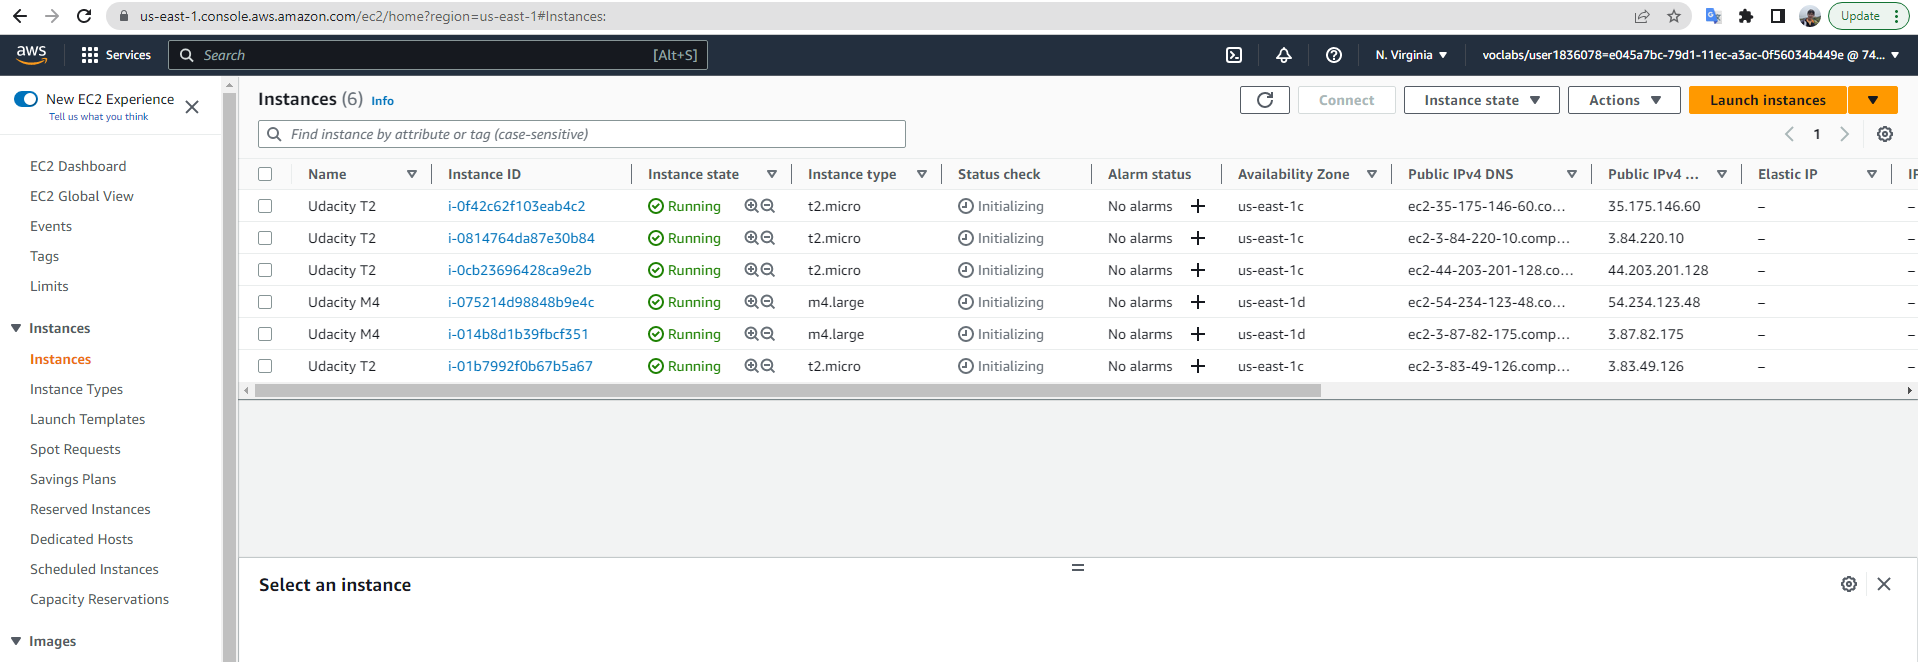 us-east-1.console.aws.amazon.com/ec2/home?region=us-east-1#Instances:
Update
aws Services Search [Alt+S] N. Virginia voclabs/user1836078=e045a7bc-79d1-11ec-a3ac-0f56034b449e @ 74...
New EC2 Experience
Tell us what you think
EC2 Dashboard
EC2 Global View
Events
Tags
Limits
Instances
Instances
Instance Types
Launch Templates
Spot Requests
Savings Plans
Reserved Instances
Dedicated Hosts
Scheduled Instances
Capacity Reservations
Images
Instances (6) Info
Connect Instance state Actions Launch instances
Find instance by attribute or tag (case-sensitive)
1
Name Instance ID Instance state Instance type Status check Alarm status Availability Zone Public IPv4 DNS Public IPv4 ... Elastic IP IP
Udacity T2 i-0f42c62f103eab4c2 Running t2.micro Initializing No alarms + us-east-1c ec2-35-175-146-60.co... 35.175.146.60 – –
Udacity T2 i-0814764da87e30b84 Running t2.micro Initializing No alarms + us-east-1c ec2-3-84-220-10.comp... 3.84.220.10 – –
Udacity T2 i-0cb23696428ca9e2b Running t2.micro Initializing No alarms + us-east-1c ec2-44-203-201-128.co... 44.203.201.128 – –
Udacity M4 i-075214d98848b9e4c Running m4.large Initializing No alarms + us-east-1d ec2-54-234-123-48.co... 54.234.123.48 – –
Udacity M4 i-014b8d1b39fbcf351 Running m4.large Initializing No alarms + us-east-1d ec2-3-87-82-175.comp... 3.87.82.175 – –
Udacity T2 i-01b7992f0b67b5a67 Running t2.micro Initializing No alarms + us-east-1c ec2-3-83-49-126.comp... 3.83.49.126 – –
Select an instance